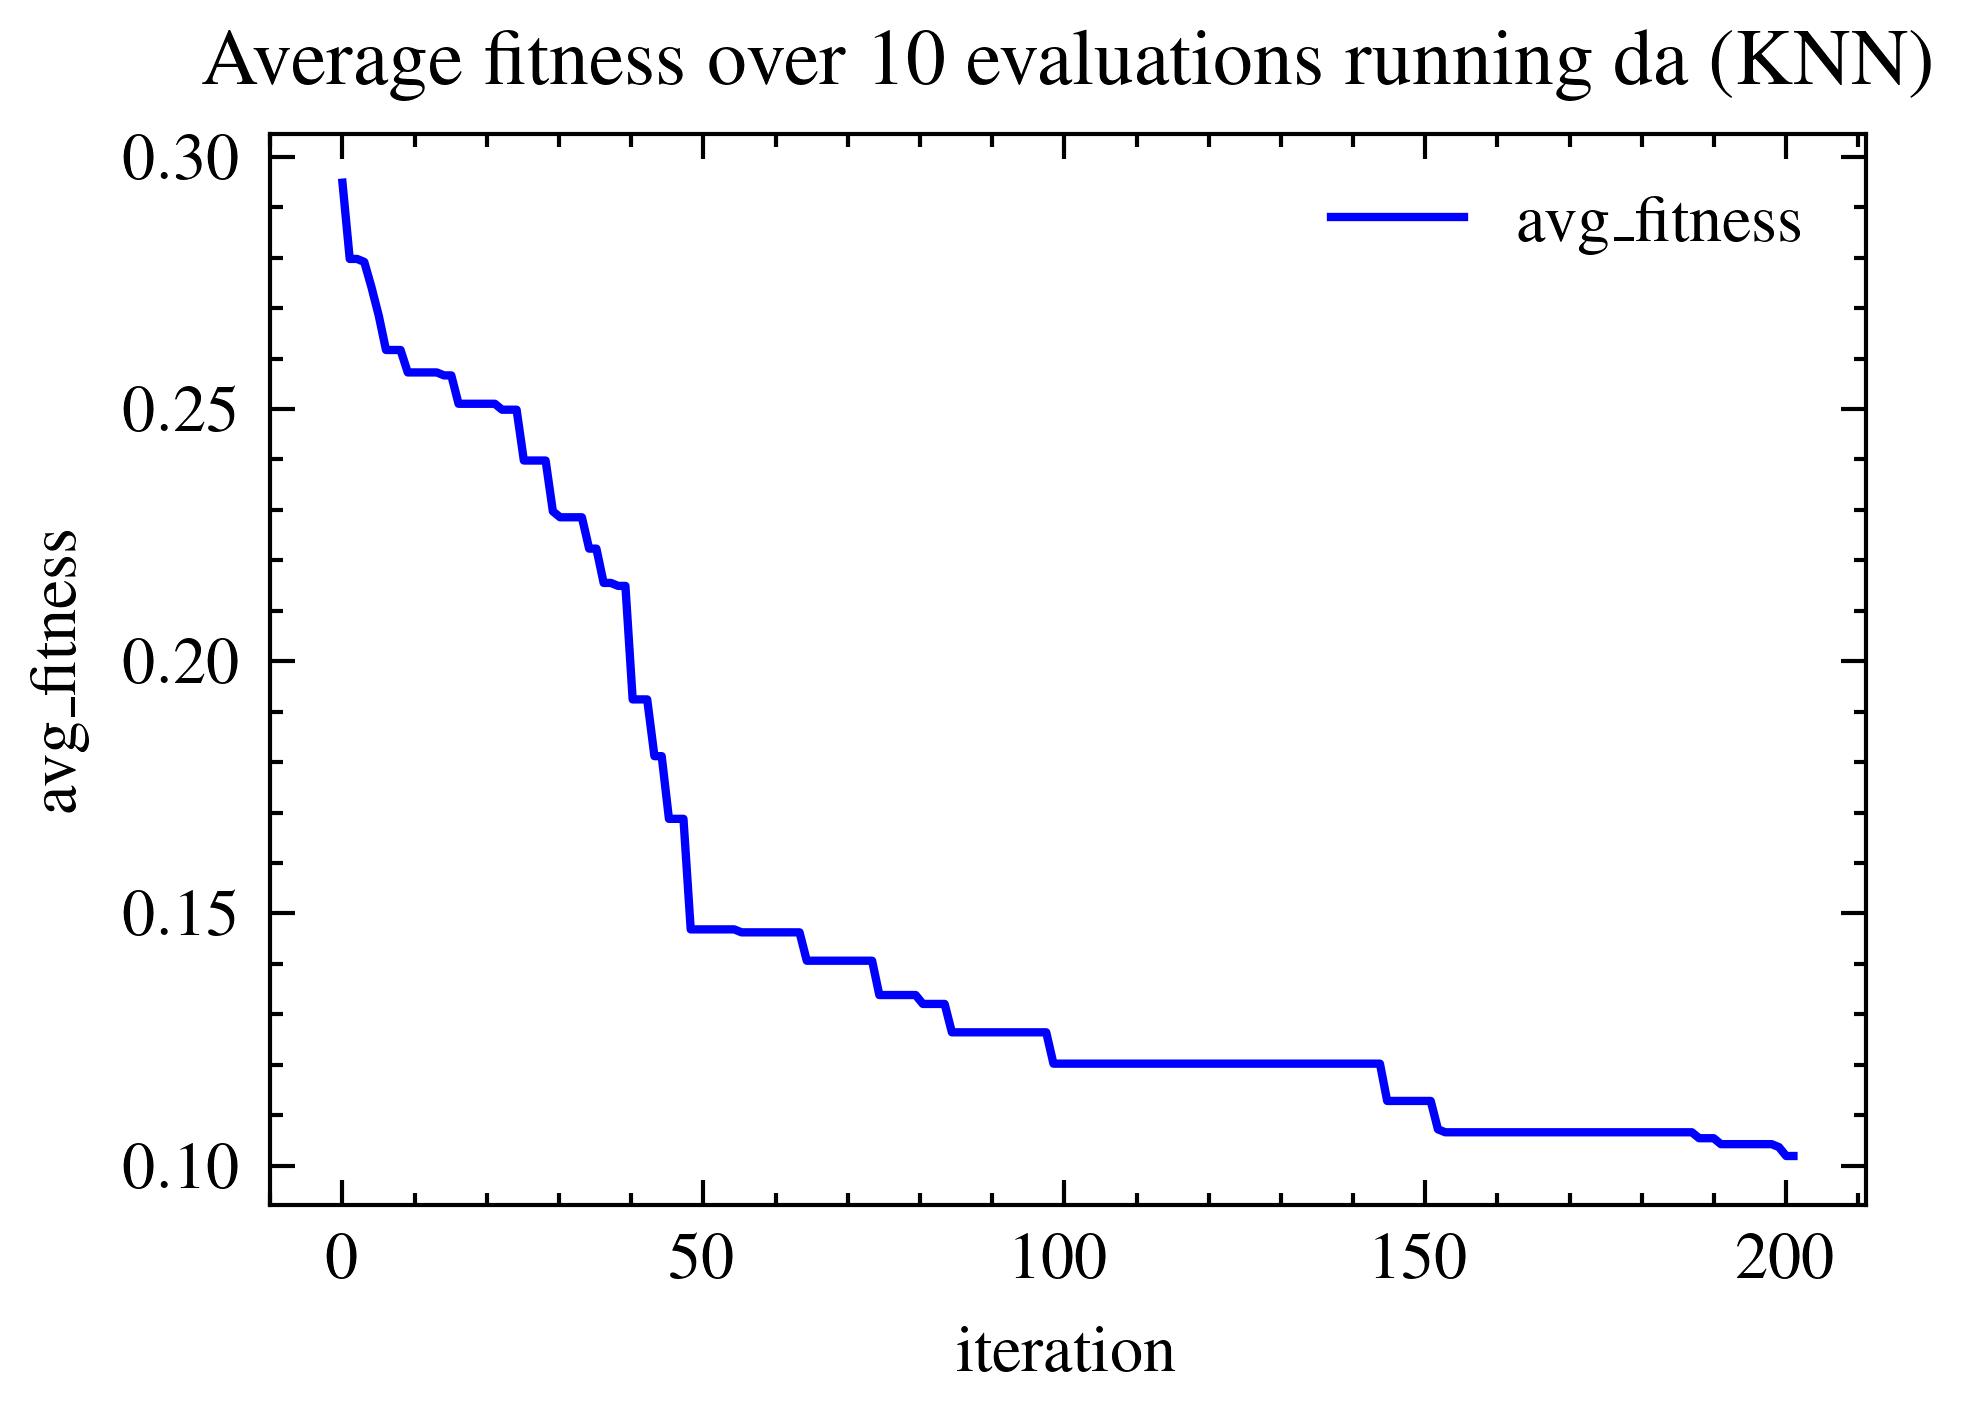 Average fitness over 10 evaluations running da (KNN)
avg_fitness
0.30
0.25
0.20
0.15
0.10
avg_fitness
0 50 100 150 200
iteration